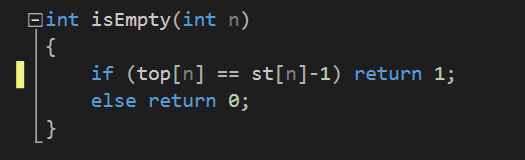 int isEmpty(int n)
{
if (top[n] == st[n]-1) return 1;
else return 0;
}